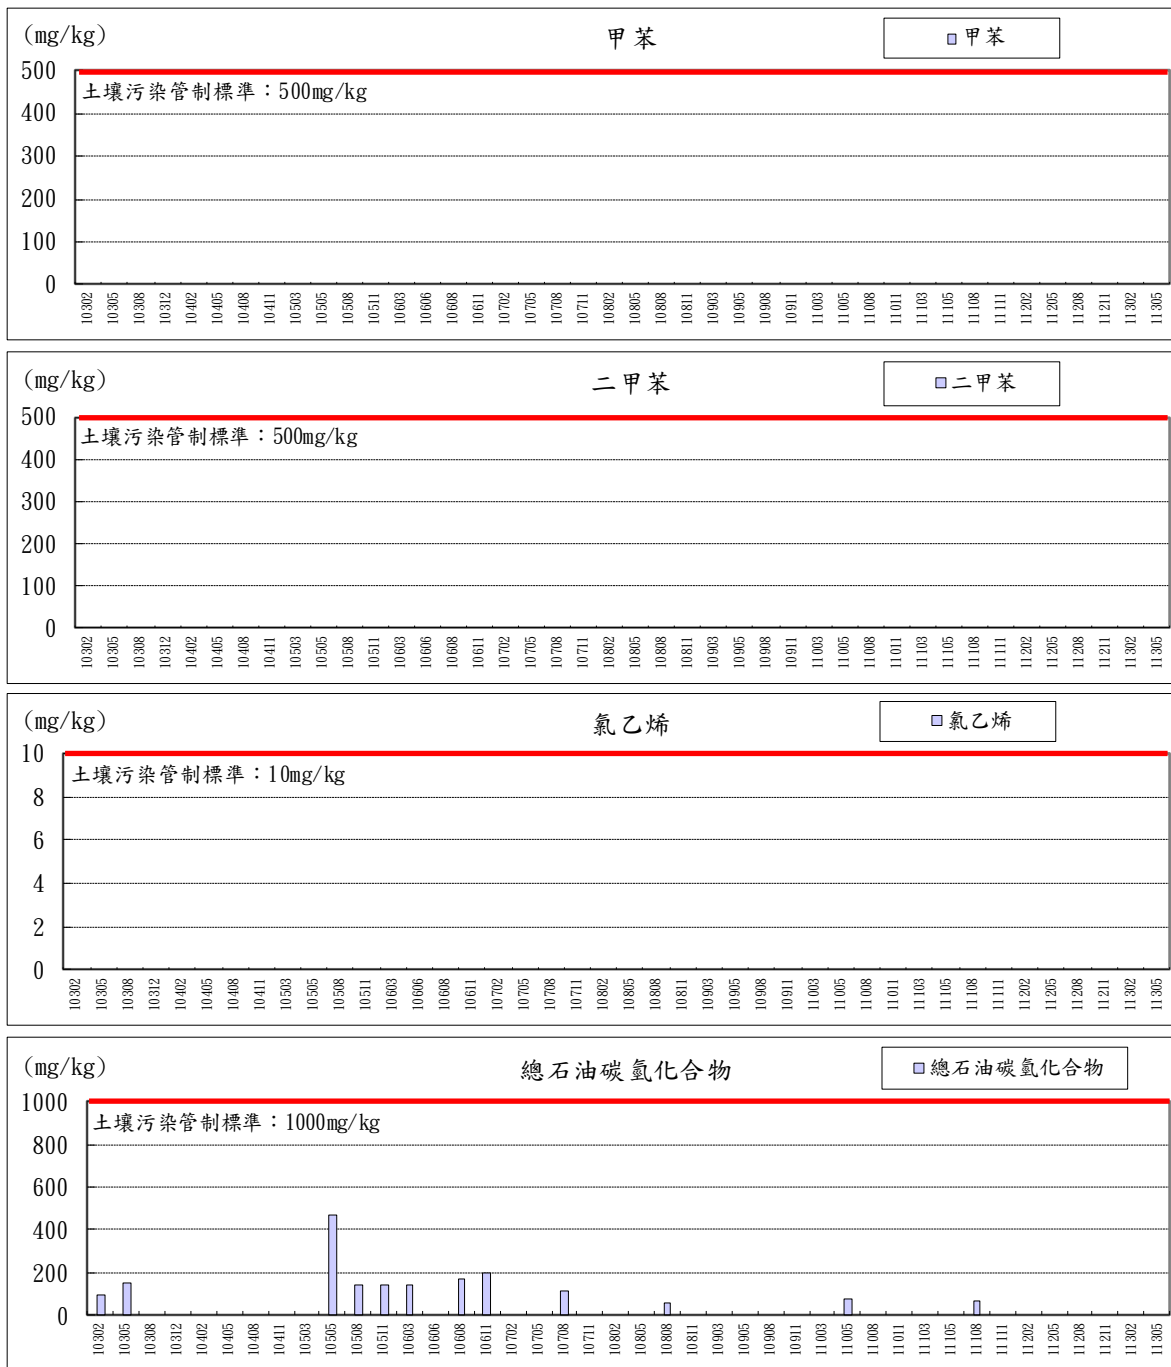 (mg/kg)
甲苯
甲苯
500
土壤污染管制標準：500mg/kg
400
300
200
100
0
10302 10305 10308 10312 10402 10405 10408 10411 10503 10505 10508 10511 10603 10606 10608 10611 10702 10705 10708 10711 10802 10805 10808 10811 10903 10905 10908 10911 11003 11005 11008 11011 11103 11105 11108 11111 11202 11205 11208 11211 11302 11305
(mg/kg)
二甲苯
二甲苯
500
土壤污染管制標準：500mg/kg
400
300
200
100
0
10302 10305 10308 10312 10402 10405 10408 10411 10503 10505 10508 10511 10603 10606 10608 10611 10702 10705 10708 10711 10802 10805 10808 10811 10903 10905 10908 10911 11003 11005 11008 11011 11103 11105 11108 11111 11202 11205 11208 11211 11302 11305
(mg/kg)
氯乙烯
氯乙烯
10
土壤污染管制標準：10mg/kg
8
6
4
2
0
10302 10305 10308 10312 10402 10405 10408 10411 10503 10505 10508 10511 10603 10605 10608 10611 10702 10705 10708 10711 10802 10805 10808 10811 10903 10905 10908 10911 11003 11005 11008 11011 11103 11105 11108 11111 11202 11205 11208 11211 11302 11305
(mg/kg)
總石油碳氫化合物
總石油碳氫化合物
1000
土壤污染管制標準：1000mg/kg
800
600
400
200
0
10302 10305 10308 10312 10402 10405 10408 10411 10503 10505 10508 10511 10603 10606 10608 10611 10702 10705 10708 10711 10802 10805 10808 10811 10903 10905 10908 10911 11003 11005 11008 11011 11103 11105 11108 11111 11202 11205 11208 11211 11302 11305